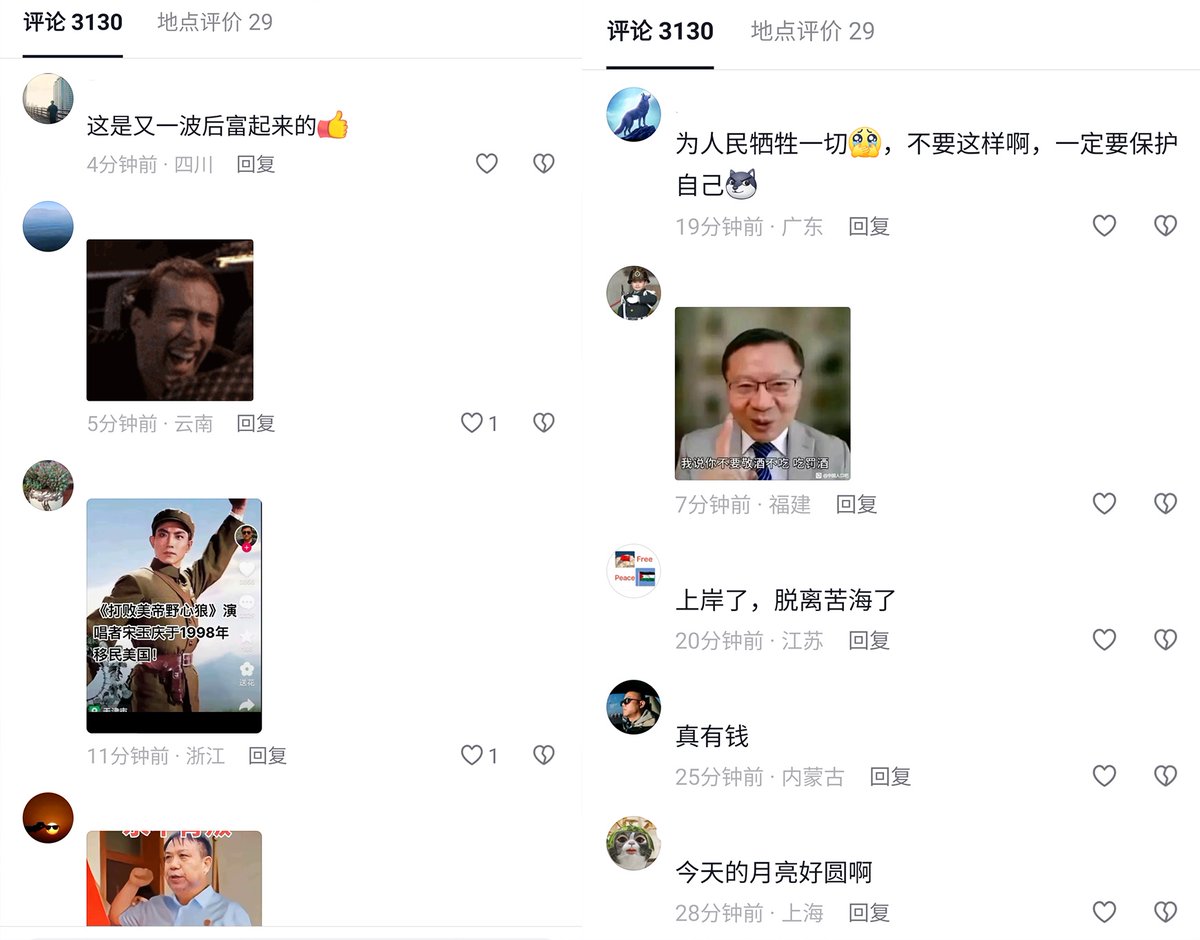 评论 3130 地点评价 29
这是又一波后富起来的👍
4分钟前 · 四川 回复
5分钟前 · 云南 回复
1
《打败美帝野心狼》演
唱者宋玉庆于1998年
移民美国!
送花
11分钟前 · 浙江 回复
1
评论 3130 地点评价 29
为人民牺牲一切🥹，不要这样啊，一定要保护
自己
19分钟前 · 广东 回复
我说你不要敬酒不吃 吃罚酒
7分钟前 · 福建 回复
Free
Peace
上岸了，脱离苦海了
20分钟前 · 江苏 回复
真有钱
25分钟前 · 内蒙古 回复
今天的月亮好圆啊
28分钟前 · 上海 回复